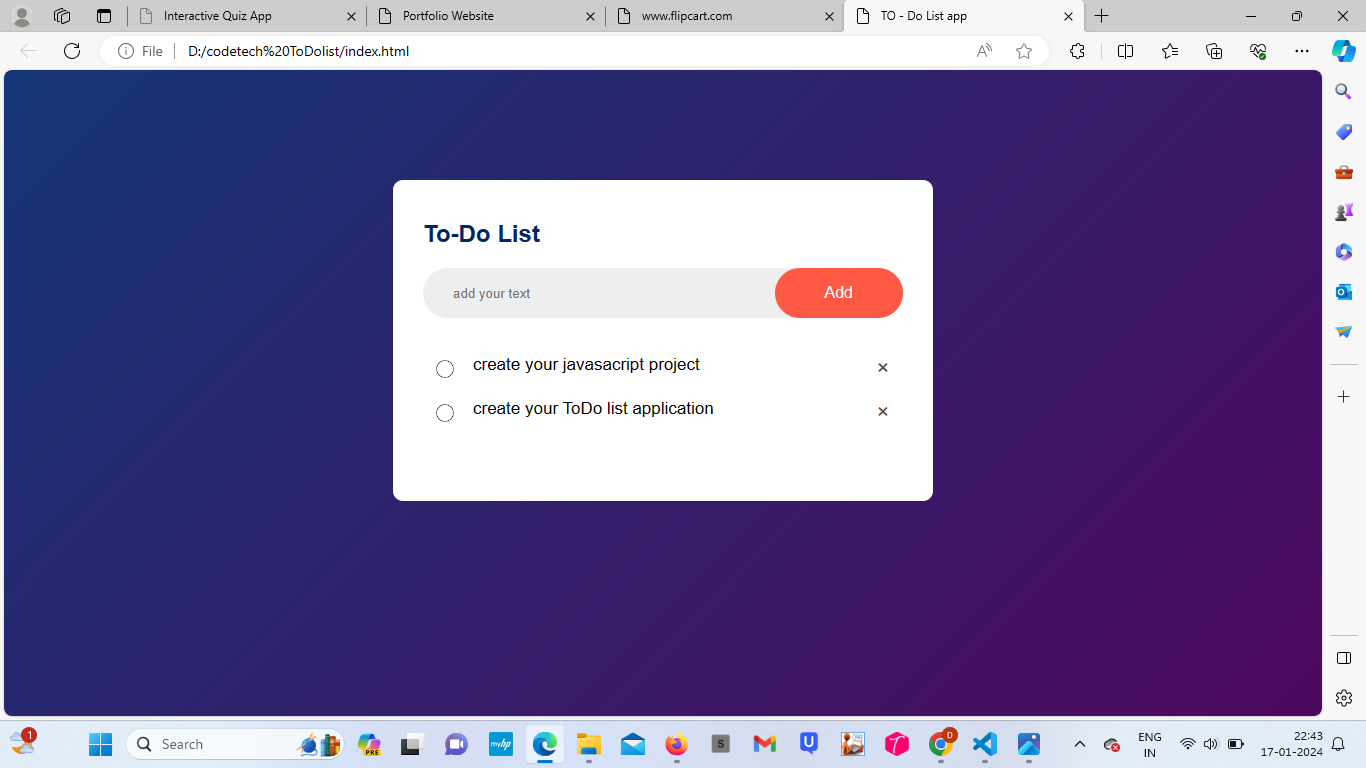 Interactive Quiz App
Portfolio Website
www.flipcart.com
TO - Do List app
File
D:/codetech%20ToDolist/index.html
To-Do List
add your text
Add
create your javasacript project
create your ToDo list application
1
Search
PRE
myhp
S
D
ENG
IN
22:43
17-01-2024